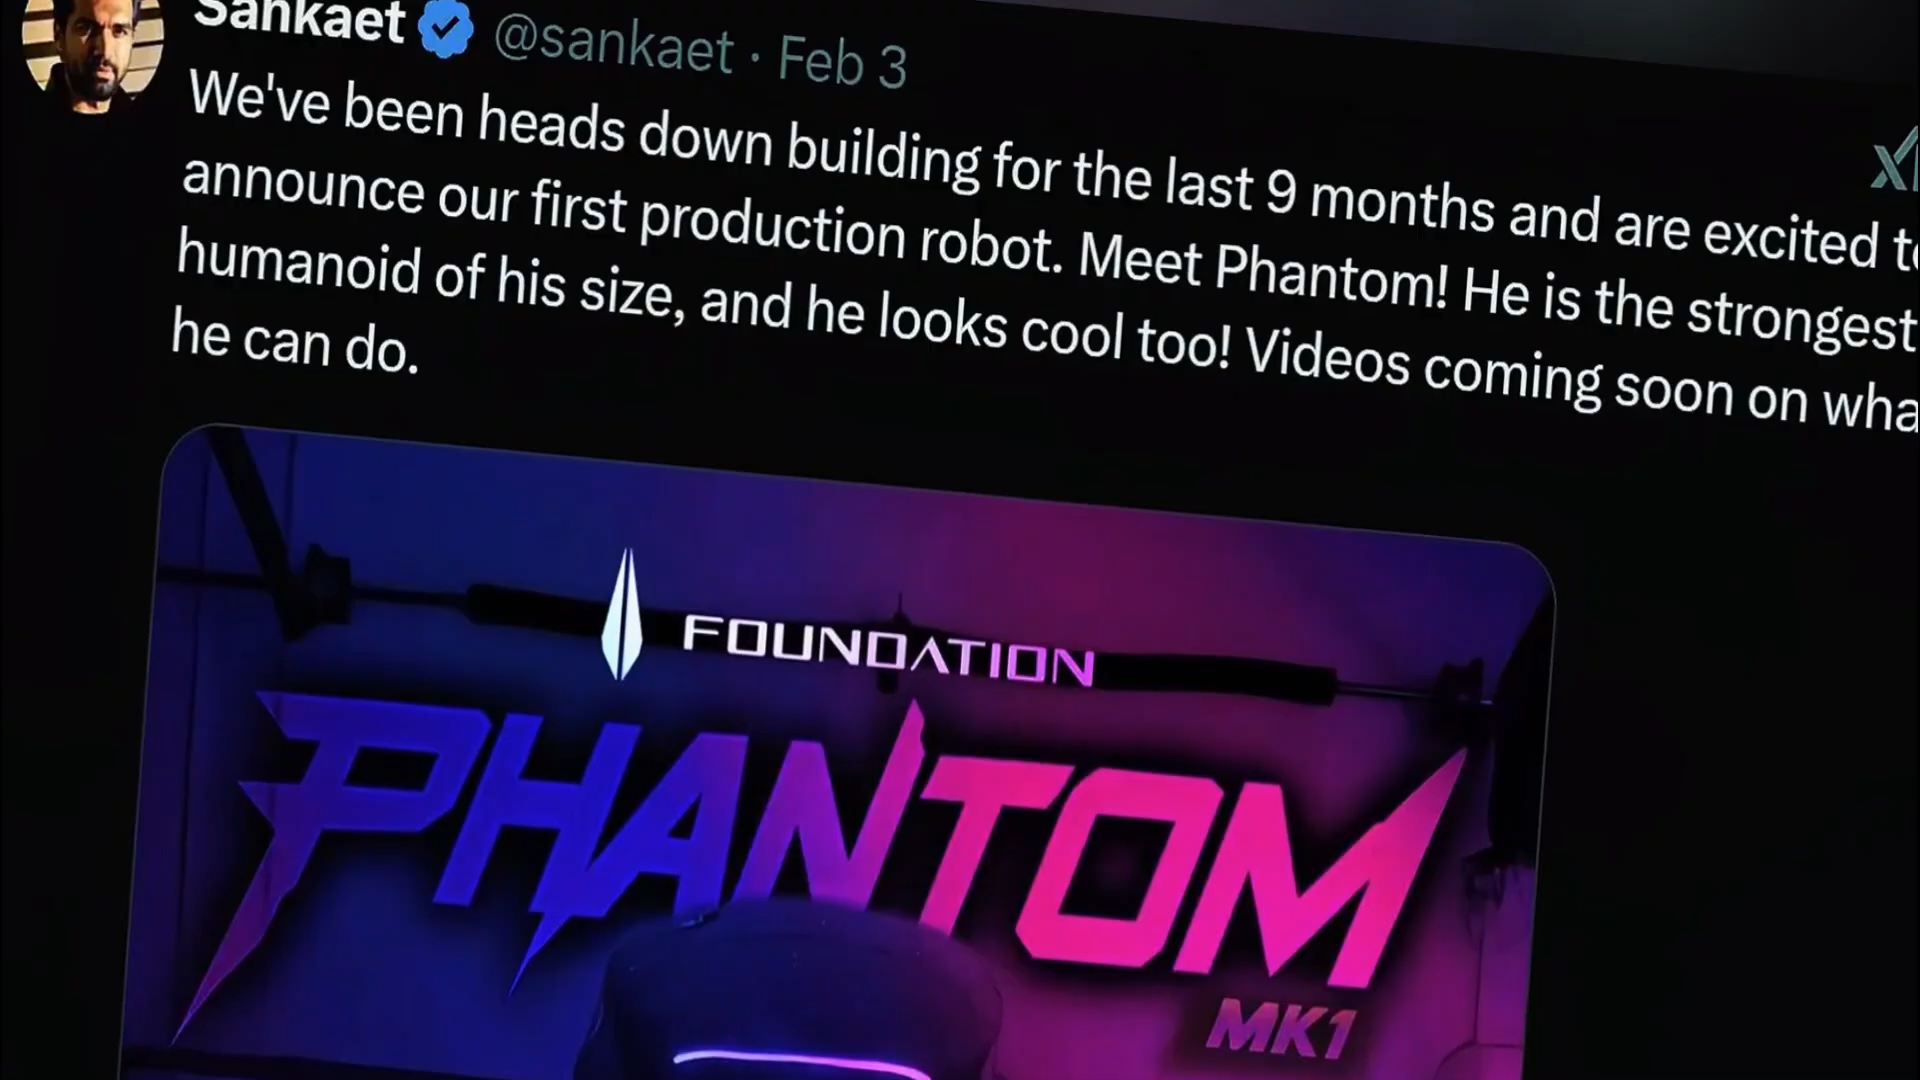 Sankaet @sankaet · Feb 3
We've been heads down building for the last 9 months and are excited
announce our first production robot. Meet Phantom! He is the strongest
humanoid of his size, and he looks cool too! Videos coming soon on
he can do.
FOUNDATION
PHANTOM
MK1